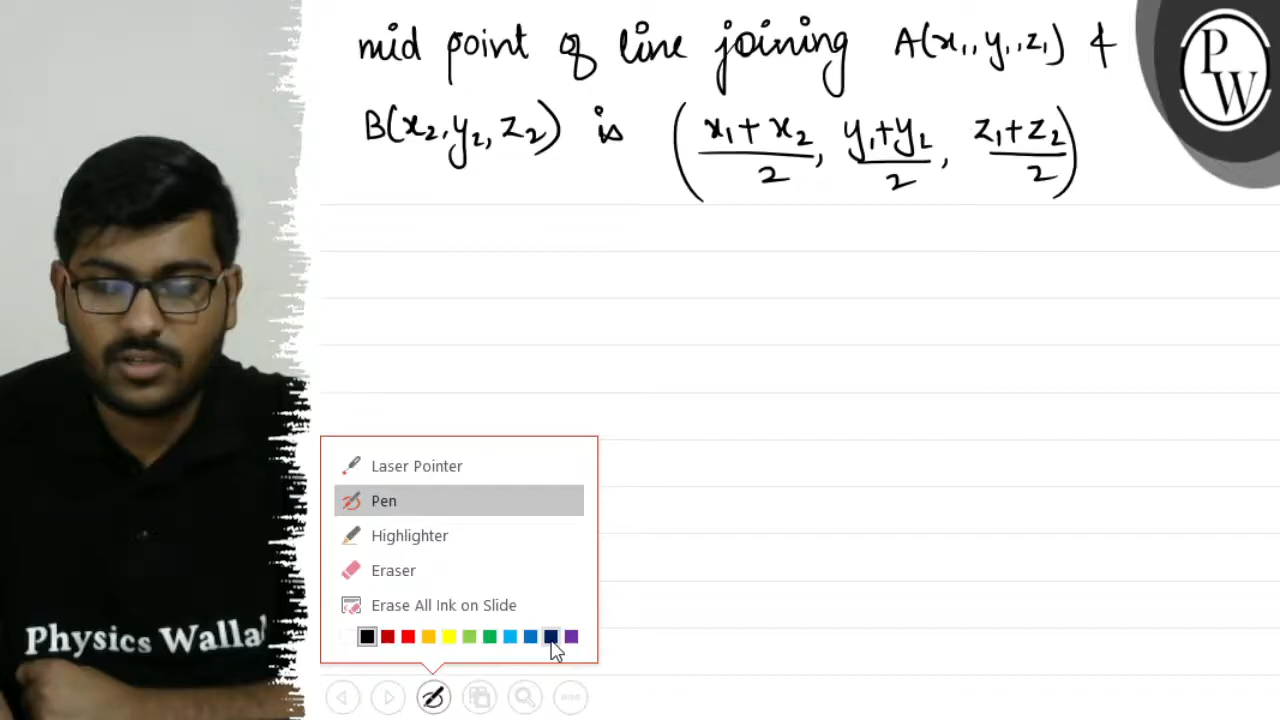 mid point of line joining A(x₁, y₁, z₁) &
B(x₂, y₂, z₂) is (x₁+x₂/2, y₁+y₂/2, z₁+z₂/2)
PW
Laser Pointer
Pen
Highlighter
Eraser
Erase All Ink on Slide
Physics Walla